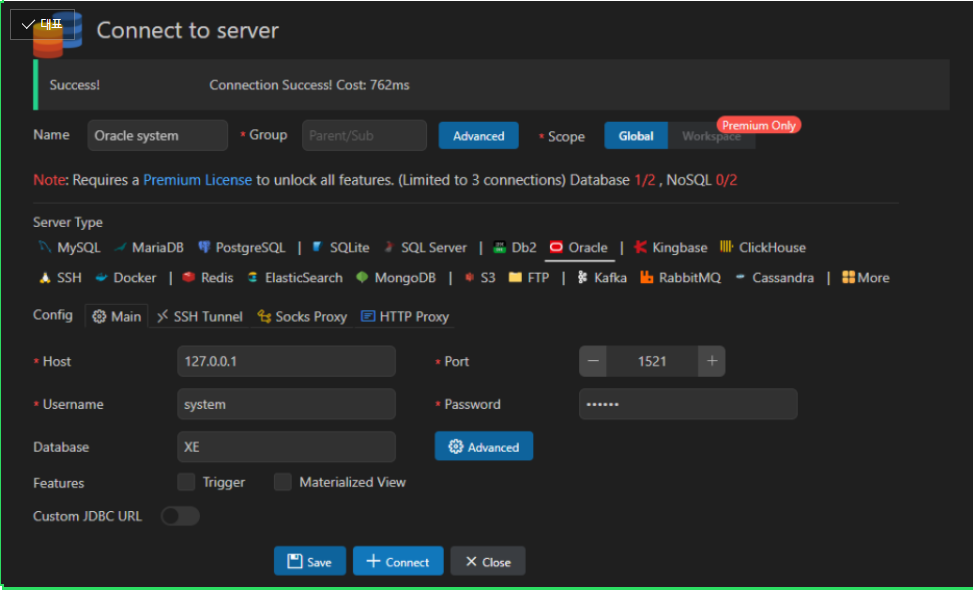 대표
Connect to server
Success! Connection Success! Cost: 762ms
Name Oracle system * Group Parent/Sub Advanced * Scope Global Workspace Premium Only
Note: Requires a Premium License to unlock all features. (Limited to 3 connections) Database 1/2 , NoSQL 0/2
Server Type
MySQL MariaDB PostgreSQL | SQLite SQL Server | Db2 Oracle | Kingbase ClickHouse
SSH Docker | Redis ElasticSearch MongoDB | S3 FTP | Kafka RabbitMQ Cassandra | More
Config Main SSH Tunnel Socks Proxy HTTP Proxy
* Host 127.0.0.1 * Port − 1521 +
* Username system * Password ••••••
Database XE Advanced
Features Trigger Materialized View
Custom JDBC URL
Save + Connect × Close